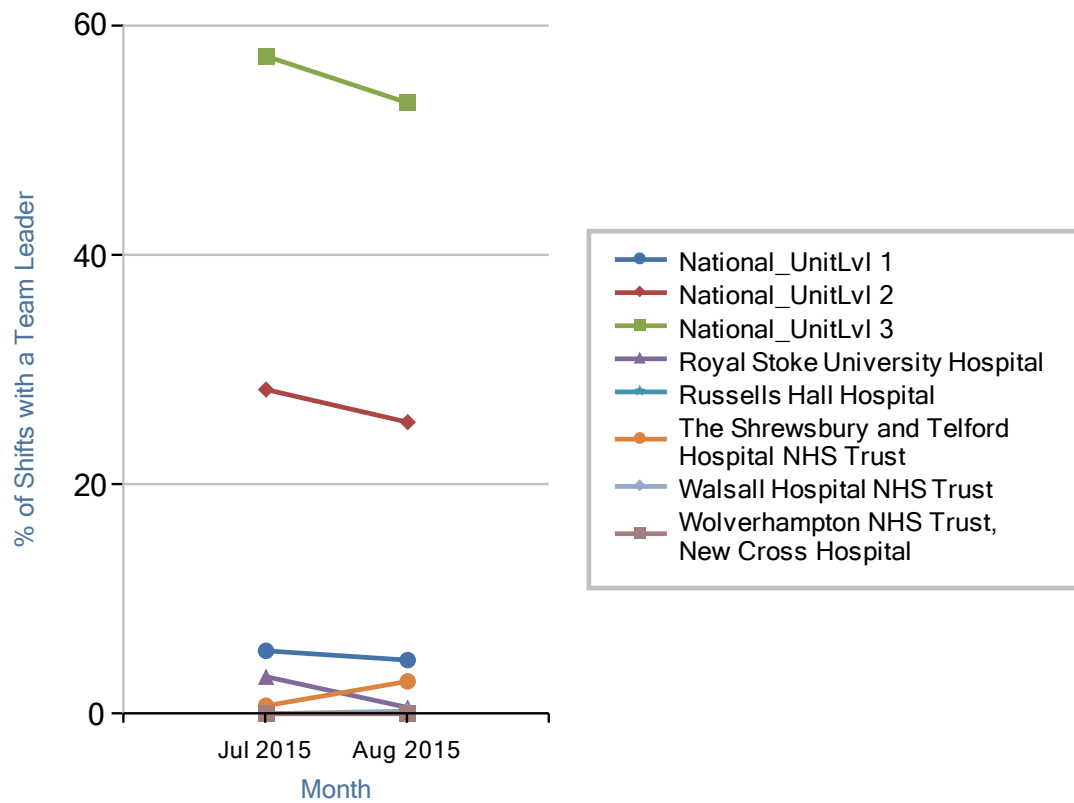 60
40
20
0
% of Shifts with a Team Leader
Jul 2015
Aug 2015
Month
National_UnitLvl 1
National_UnitLvl 2
National_UnitLvl 3
Royal Stoke University Hospital
Russells Hall Hospital
The Shrewsbury and Telford
Hospital NHS Trust
Walsall Hospital NHS Trust
Wolverhampton NHS Trust,
New Cross Hospital